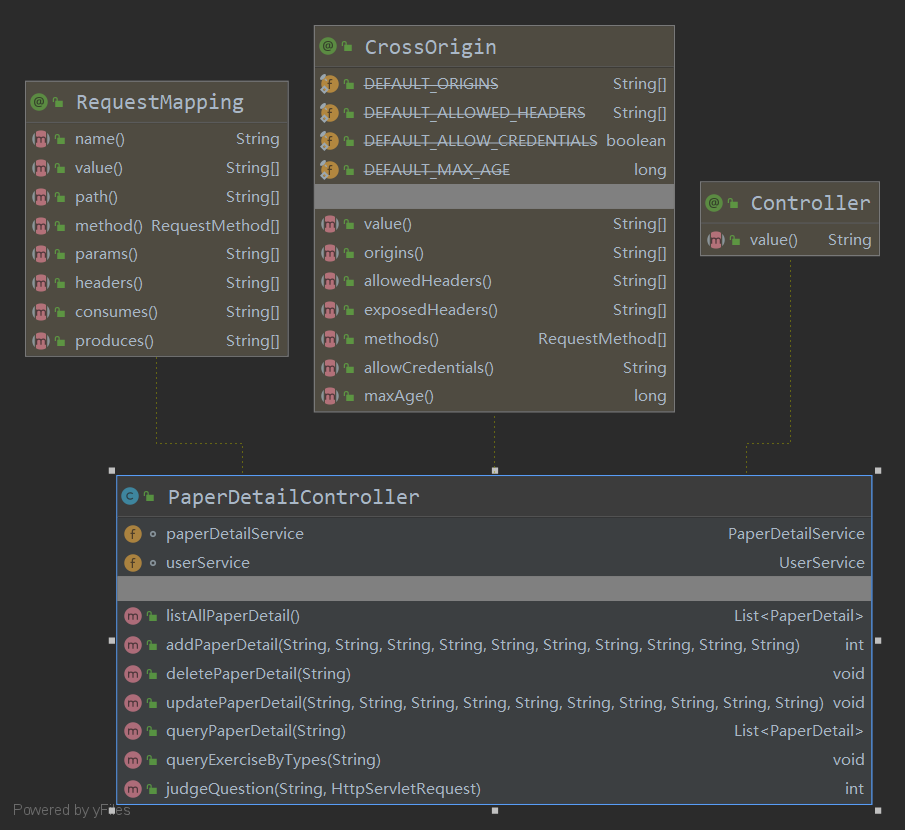 RequestMapping
name() String
value() String[]
path() String[]
method() RequestMethod[]
params() String[]
headers() String[]
consumes() String[]
produces() String[]
CrossOrigin
DEFAULT_ORIGINS String[]
DEFAULT_ALLOWED_HEADERS String[]
DEFAULT_ALLOW_CREDENTIALS boolean
DEFAULT_MAX_AGE long
value() String[]
origins() String[]
allowedHeaders() String[]
exposedHeaders() String[]
methods() RequestMethod[]
allowCredentials() String
maxAge() long
Controller
value() String
PaperDetailController
paperDetailService PaperDetailService
userService UserService
listAllPaperDetail() List<PaperDetail>
addPaperDetail(String, String, String, String, String, String, String, String, String, String) int
deletePaperDetail(String) void
updatePaperDetail(String, String, String, String, String, String, String, String, String, String) void
queryPaperDetail(String) List<PaperDetail>
queryExerciseByTypes(String) void
judgeQuestion(String, HttpServletRequest) int
Powered by yFiles